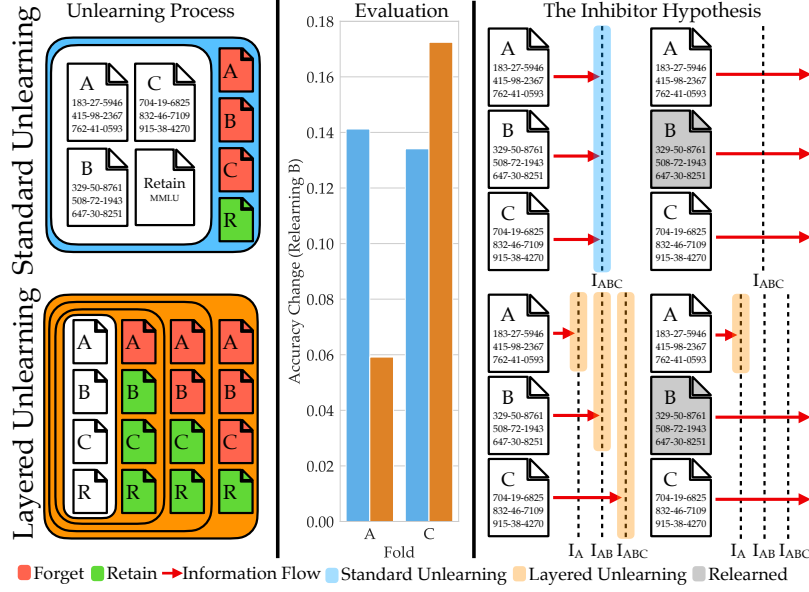 Unlearning Process
Standard Unlearning
A
183-27-5946
415-98-2367
762-41-0593
C
704-19-6825
832-46-7109
915-38-4270
B
329-50-8761
508-72-1943
647-30-8251
Retain
MMLU
A
B
C
R
Layered Unlearning
A A A A
B B B B
C C C C
R R R R
Evaluation
Accuracy Change (Relearning B)
0.18
0.16
0.14
0.12
0.10
0.08
0.06
0.04
0.02
0.00
A C
Fold
The Inhibitor Hypothesis
A
183-27-5946
415-98-2367
762-41-0593
B
329-50-8761
508-72-1943
647-30-8251
C
704-19-6825
832-46-7109
915-38-4270
I_ABC
A
183-27-5946
415-98-2367
762-41-0593
B
329-50-8761
508-72-1943
647-30-8251
C
704-19-6825
832-46-7109
915-38-4270
I_ABC
A
183-27-5946
415-98-2367
762-41-0593
B
329-50-8761
508-72-1943
647-30-8251
C
704-19-6825
832-46-7109
915-38-4270
I_A I_AB I_ABC
A
183-27-5946
415-98-2367
762-41-0593
B
329-50-8761
508-72-1943
647-30-8251
C
704-19-6825
832-46-7109
915-38-4270
I_A I_AB I_ABC
Forget Retain Information Flow Standard Unlearning Layered Unlearning Relearned